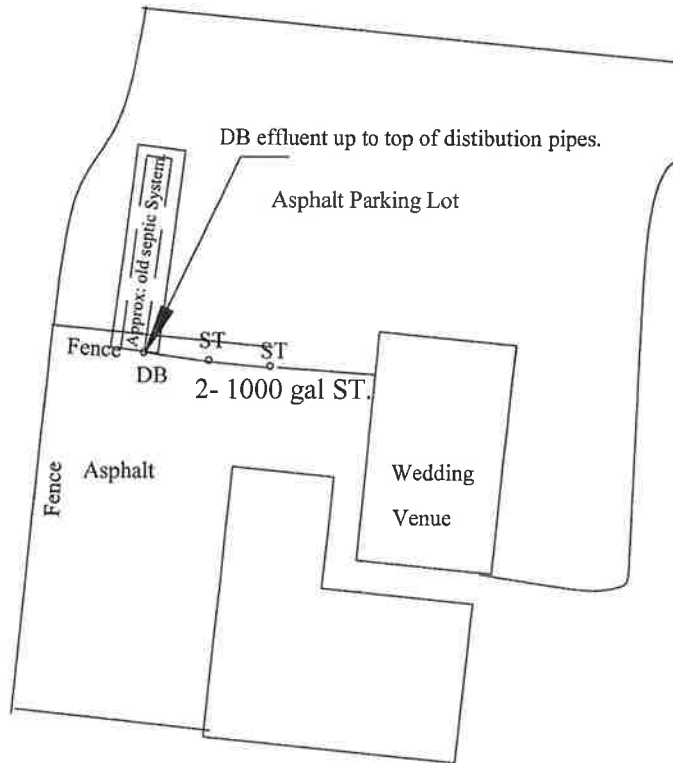 DB effluent up to top of distibution pipes.
Asphalt Parking Lot
Approx: old septic System
Fence
ST
ST
DB
2- 1000 gal ST.
Fence
Asphalt
Wedding
Venue